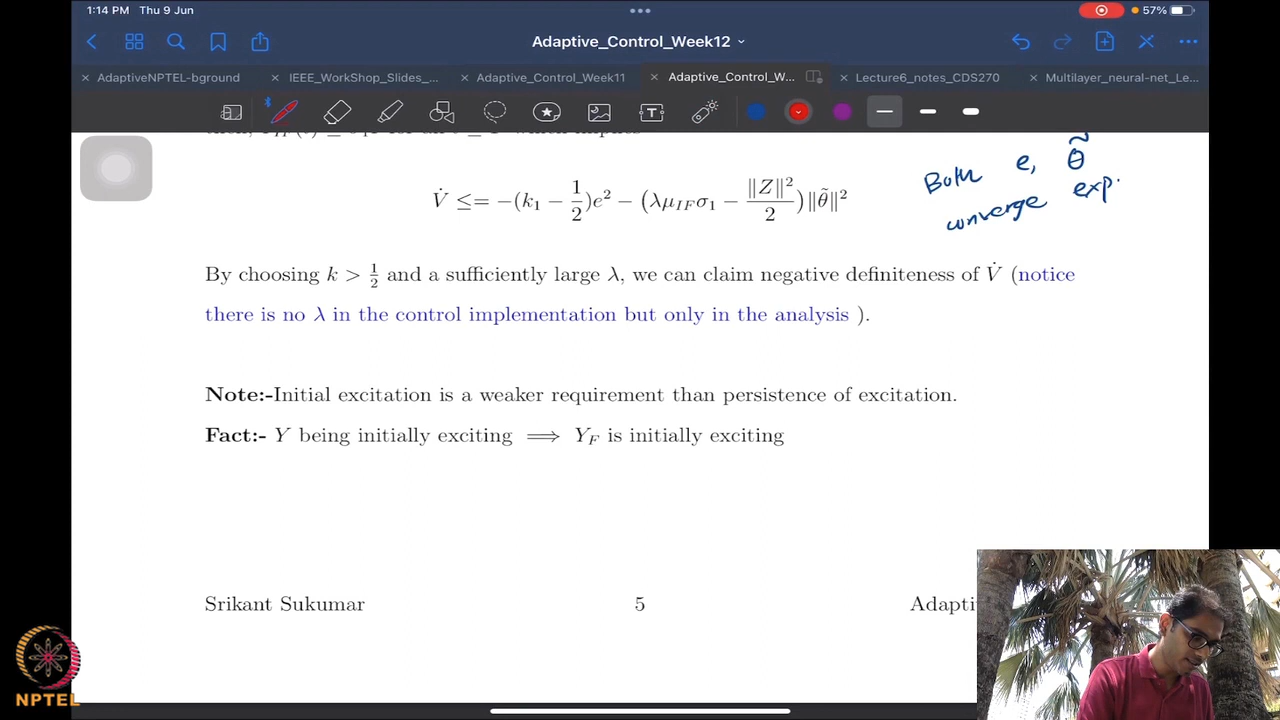 1:14 PM Thu 9 Jun
57%
Adaptive_Control_Week12
AdaptiveNPTEL-bground
IEEE_WorkShop_Slides_...
Adaptive_Control_Week11
Adaptive_Control_W...
Lecture6_notes_CDS270
Multilayer_neural-net_Le...
V̇ ≤= −(k₁ − 1/2)e² − (λμ_{IF}σ₁ − ‖Z‖²/2)‖θ̃‖²
Both e, θ̃
converge exp.
By choosing k > 1/2 and a sufficiently large λ, we can claim negative definiteness of V̇ (notice
there is no λ in the control implementation but only in the analysis ).
Note:-Initial excitation is a weaker requirement than persistence of excitation.
Fact:- Y being initially exciting ⟹ Y_F is initially exciting
Srikant Sukumar
5
Adapti
NPTEL